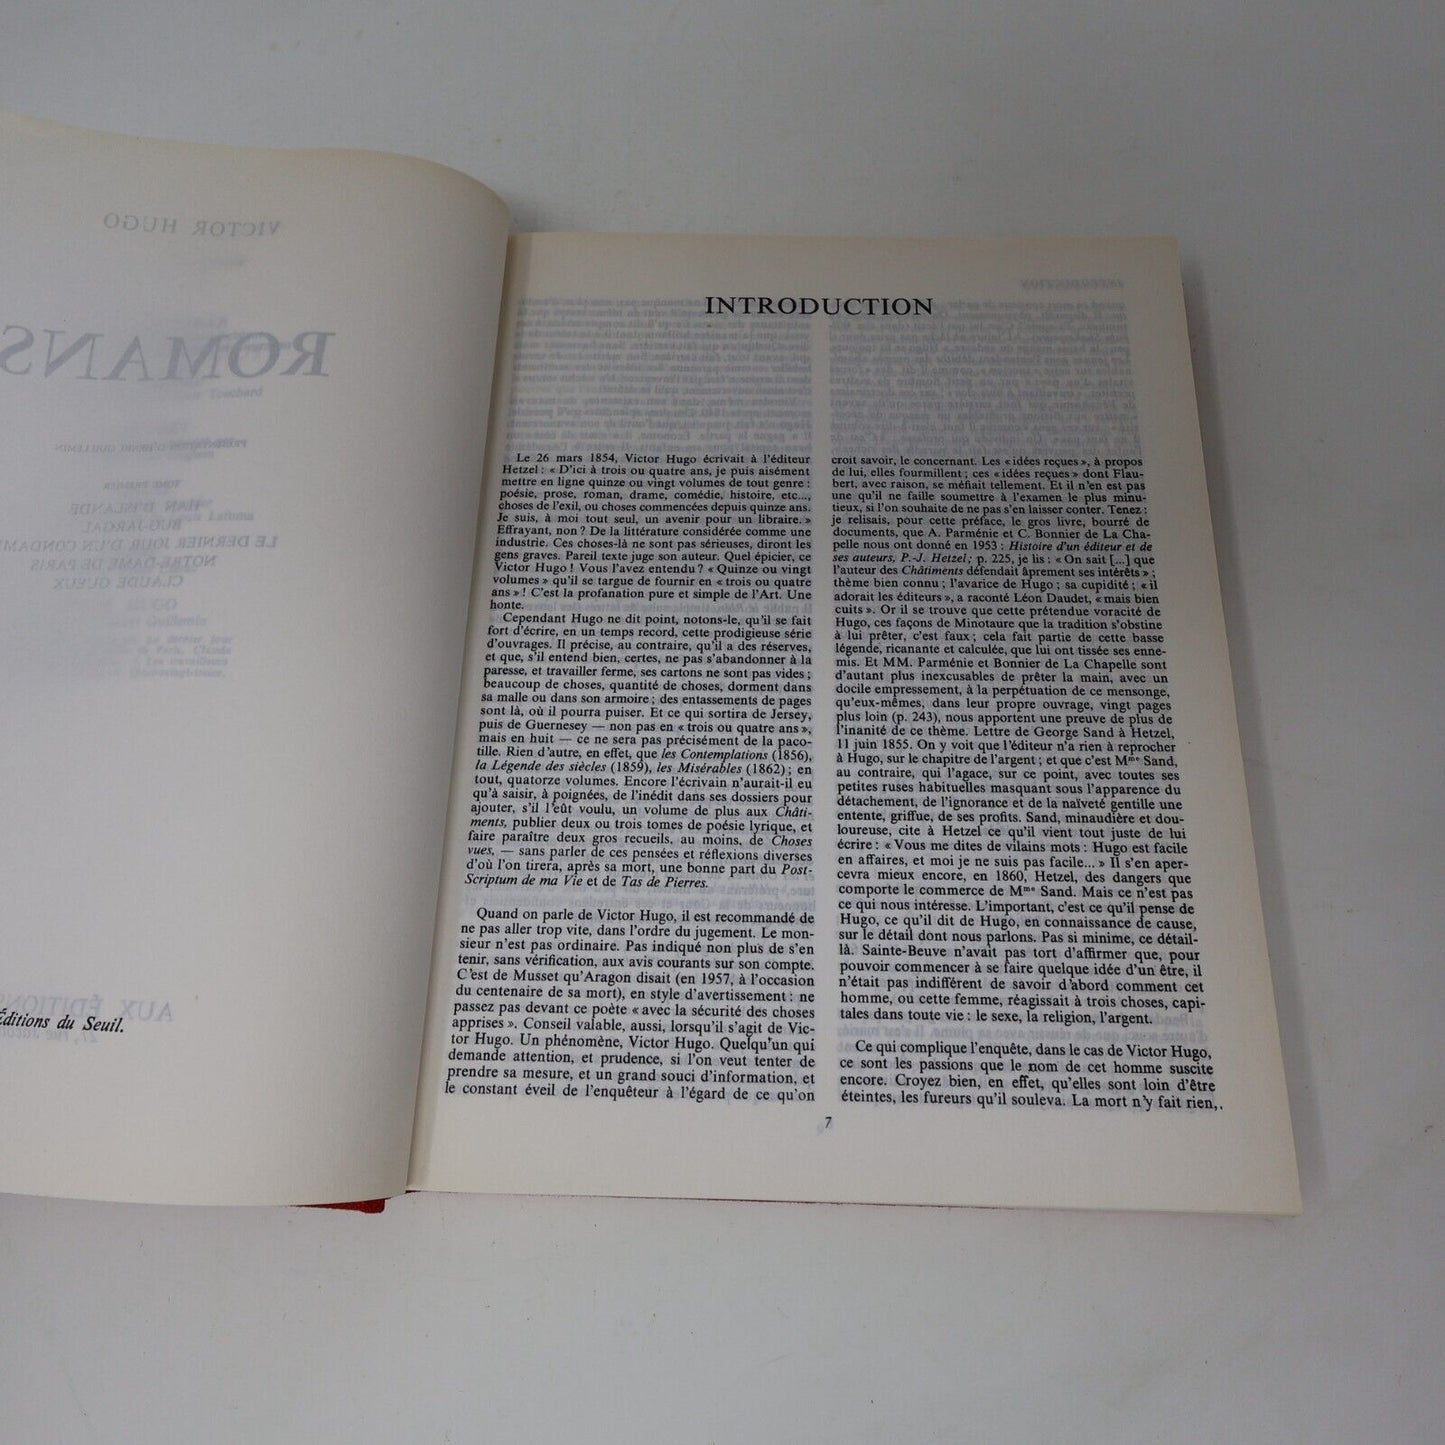 VICTOR HUGO
ROMANS
PRÉSENTATION D'HENRI GUILLEMIN
TOME PREMIER
HAN D'ISLANDE
BUG-JARGAL
LE DERNIER JOUR D'UN CONDAMN
NOTRE-DAME DE PARIS
CLAUDE GUEUX
AUX ÉDITIONS
Éditions du Seuil.
INTRODUCTION
Le 26 mars 1854, Victor Hugo écrivait à l'éditeur
Hetzel : « D'ici à trois ou quatre ans, je puis aisément
mettre en ligne quinze ou vingt volumes de tout genre :
poésie, prose, roman, drame, comédie, histoire, etc...,
choses de l'exil, ou choses commencées depuis quinze ans.
Je suis, à moi tout seul, un avenir pour un libraire. »
Effrayant, non ? De la littérature considérée comme une
industrie. Ces choses-là ne sont pas sérieuses, diront les
gens graves. Pareil texte juge son auteur. Quel épicier, ce
Victor Hugo ! Vous l'avez entendu ? « Quinze ou vingt
volumes » qu'il se targue de fournir en « trois ou quatre
ans » ! C'est la profanation pure et simple de l'Art. Une
honte.
Cependant Hugo ne dit point, notons-le, qu'il se fait
fort d'écrire, en un temps record, cette prodigieuse série
d'ouvrages. Il précise, au contraire, qu'il a des réserves,
et que, s'il entend bien, certes, ne pas s'abandonner à la
paresse, et travailler ferme, ses cartons ne sont pas vides ;
beaucoup de choses, quantité de choses, dorment dans
sa malle ou dans son armoire ; des entassements de pages
sont là, où il pourra puiser. Et ce qui sortira de Jersey,
puis de Guernesey — non pas en « trois ou quatre ans »,
mais en huit — ce ne sera pas précisément de la paco-
tille. Rien d'autre, en effet, que les Contemplations (1856),
la Légende des siècles (1859), les Misérables (1862) ; en
tout, quatorze volumes. Encore l'écrivain n'aurait-il eu
qu'à saisir, à poignées, de l'inédit dans ses dossiers pour
ajouter, s'il l'eût voulu, un volume de plus aux Châti-
ments, publier deux ou trois tomes de poésie lyrique, et
faire paraître deux gros recueils, au moins, de Choses
vues, — sans parler de ces pensées et réflexions diverses
d'où l'on tirera, après sa mort, une bonne part du Post-
Scriptum de ma Vie et de Tas de Pierres.
Quand on parle de Victor Hugo, il est recommandé de
ne pas aller trop vite, dans l'ordre du jugement. Le mon-
sieur n'est pas ordinaire. Pas indiqué non plus de s'en
tenir, sans vérification, aux avis courants sur son compte.
C'est de Musset qu'Aragon disait (en 1957, à l'occasion
du centenaire de sa mort), en style d'avertissement : ne
passez pas devant ce poète « avec la sécurité des choses
apprises ». Conseil valable, aussi, lorsqu'il s'agit de Vic-
tor Hugo. Un phénomène, Victor Hugo. Quelqu'un qui
demande attention, et prudence, si l'on veut tenter de
prendre sa mesure, et un grand souci d'information, et
le constant éveil de l'enquêteur à l'égard de ce qu'on
croit savoir, le concernant. Les « idées reçues », à propos
de lui, elles fourmillent ; ces « idées reçues » dont Flau-
bert, avec raison, se méfiait tellement. Et il n'en est pas
une qu'il ne faille soumettre à l'examen le plus minu-
tieux, si l'on souhaite de ne pas s'en laisser conter. Tenez :
je relisais, pour cette préface, le gros livre, bourré de
documents, que A. Parménie et C. Bonnier de La Cha-
pelle nous ont donné en 1953 : Histoire d'un éditeur et de
ses auteurs, P.-J. Hetzel ; p. 225, je lis : « On sait [...] que
l'auteur des Châtiments défendait âprement ses intérêts » ;
thème bien connu ; l'avarice de Hugo ; sa cupidité ; « il
adorait les éditeurs », a raconté Léon Daudet, « mais bien
cuits ». Or il se trouve que cette prétendue voracité de
Hugo, ces façons de Minotaure que la tradition s'obstine
à lui prêter, c'est faux ; cela fait partie de cette basse
légende, ricanante et calculée, que lui ont tissée ses enne-
mis. Et MM. Parménie et Bonnier de La Chapelle sont
d'autant plus inexcusables de prêter la main, avec un
docile empressement, à la perpétuation de ce mensonge,
qu'eux-mêmes, dans leur propre ouvrage, vingt pages
plus loin (p. 243), nous apportent une preuve de plus de
l'inanité de ce thème. Lettre de George Sand à Hetzel,
11 juin 1855. On y voit que l'éditeur n'a rien à reprocher
à Hugo, sur le chapitre de l'argent ; et que c'est Mme Sand,
au contraire, qui l'agace, sur ce point, avec toutes ses
petites ruses habituelles masquant sous l'apparence du
détachement, de l'ignorance et de la naïveté gentille une
entente, griffue, de ses profits. Sand, minaudière et dou-
loureuse, cite à Hetzel ce qu'il vient tout juste de lui
écrire : « Vous me dites de vilains mots : Hugo est facile
en affaires, et moi je ne suis pas facile... » Il s'en aper-
cevra mieux encore, en 1860, Hetzel, des dangers que
comporte le commerce de Mme Sand. Mais ce n'est pas
ce qui nous intéresse. L'important, c'est ce qu'il pense de
Hugo, ce qu'il dit de Hugo, en connaissance de cause,
sur le détail dont nous parlons. Pas si minime, ce détail-
là. Sainte-Beuve n'avait pas tort d'affirmer que, pour
pouvoir commencer à se faire quelque idée d'un être, il
n'était pas indifférent de savoir d'abord comment cet
homme, ou cette femme, réagissait à trois choses, capi-
tales dans toute vie : le sexe, la religion, l'argent.
Ce qui complique l'enquête, dans le cas de Victor Hugo,
ce sont les passions que le nom de cet homme suscite
encore. Croyez bien, en effet, qu'elles sont loin d'être
éteintes, les fureurs qu'il souleva. La mort n'y fait rien,
7